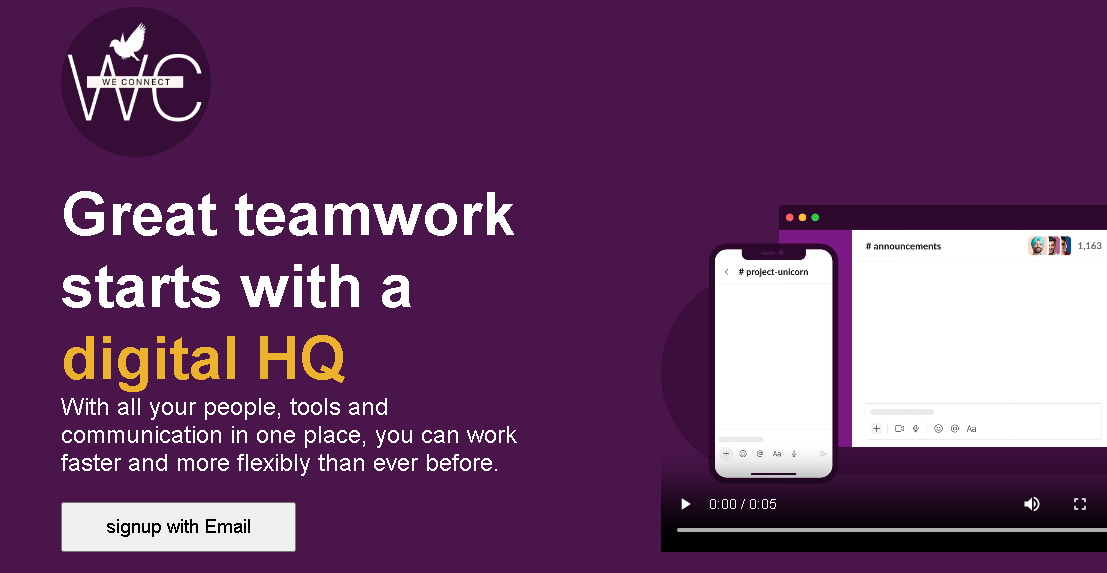 WC
WE CONNECT
Great teamwork
starts with a
digital HQ
With all your people, tools and
communication in one place, you can work
faster and more flexibly than ever before.
signup with Email
# announcements
1,163
# project-unicorn
Aa
@
Aa
@
0:00 / 0:05